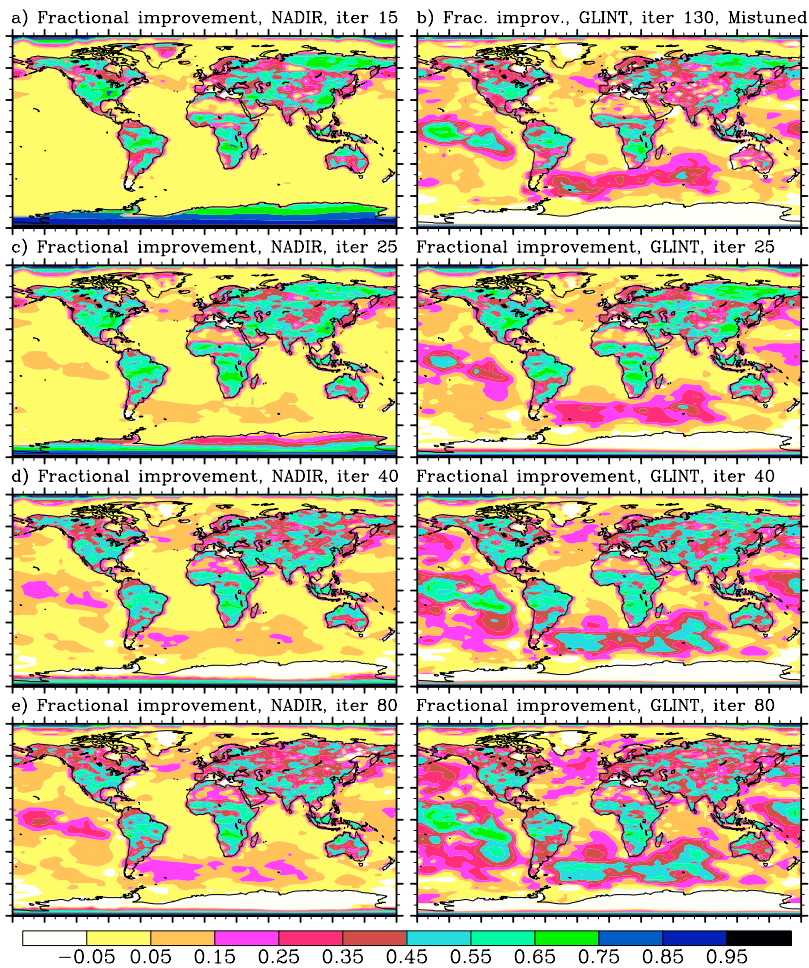 a) Fractional improvement, NADIR, iter 15
b) Frac. improv., GLINT, iter 130, Mistuned
c) Fractional improvement, NADIR, iter 25
Fractional improvement, GLINT, iter 25
d) Fractional improvement, NADIR, iter 40
Fractional improvement, GLINT, iter 40
e) Fractional improvement, NADIR, iter 80
Fractional improvement, GLINT, iter 80
−0.05 0.05 0.15 0.25 0.35 0.45 0.55 0.65 0.75 0.85 0.95